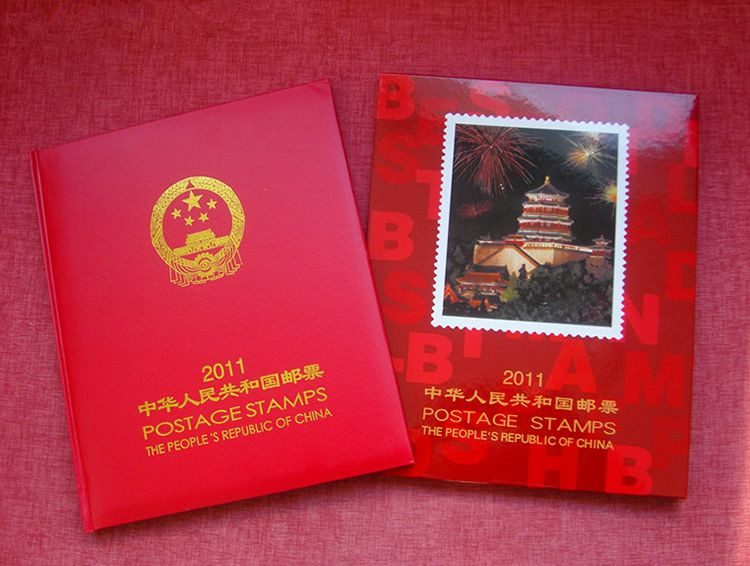 2011
中华人民共和国邮票
POSTAGE STAMPS
THE PEOPLE'S REPUBLIC OF CHINA
2011
中华人民共和国邮票
POSTAGE STAMPS
THE PEOPLE'S REPUBLIC OF CHINA